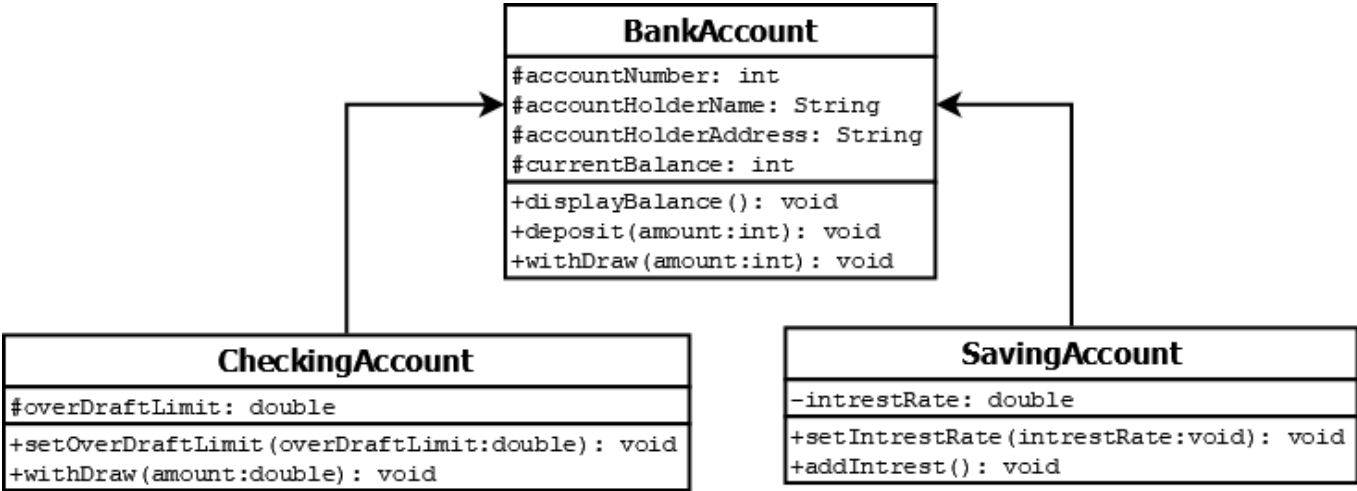 BankAccount
#accountNumber: int
#accountHolderName: String
#accountHolderAddress: String
#currentBalance: int
+displayBalance(): void
+deposit(amount:int): void
+withDraw(amount:int): void
CheckingAccount
#overDraftLimit: double
+setOverDraftLimit(overDraftLimit:double): void
+withDraw(amount:double): void
SavingAccount
-intrestRate: double
+setIntrestRate(intrestRate:void): void
+addIntrest(): void